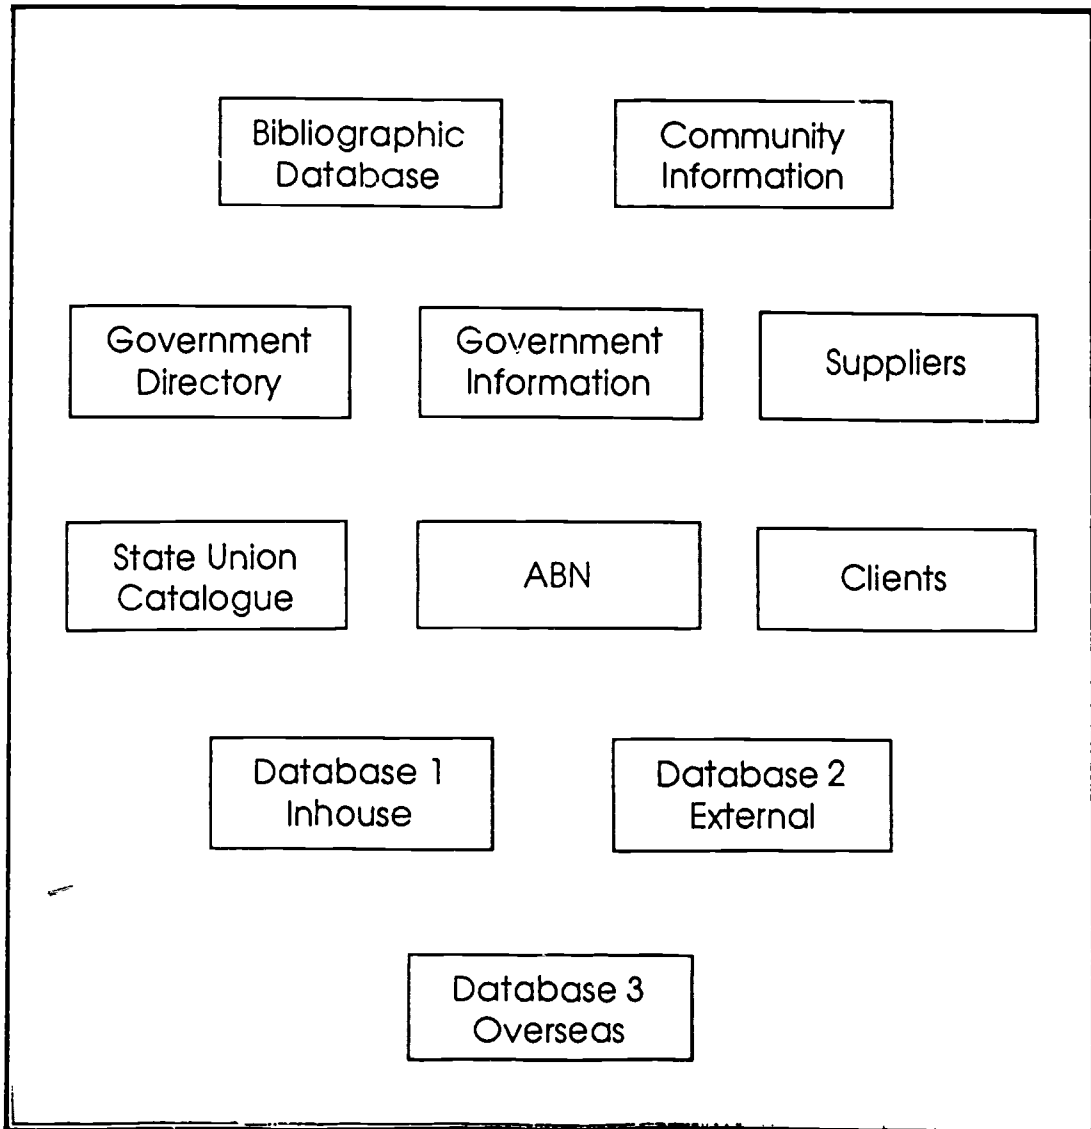 Bibliographic
Database
Community
Information
Government
Directory
Government
Information
Suppliers
State Union
Catalogue
ABN
Clients
Database 1
Inhouse
Database 2
External
Database 3
Overseas